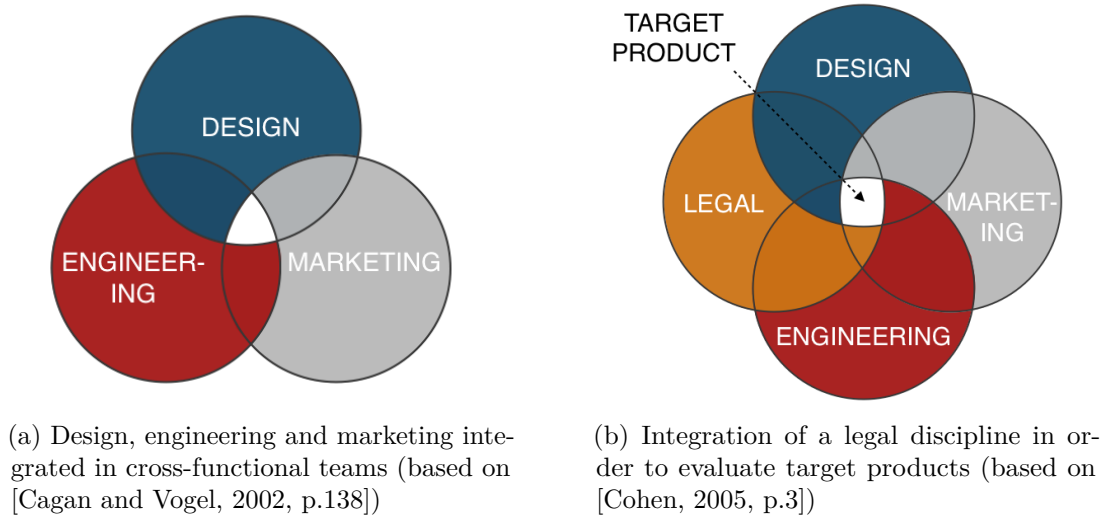 DESIGN
ENGINEER-
ING
MARKETING
(a) Design, engineering and marketing inte-
grated in cross-functional teams (based on
[Cagan and Vogel, 2002, p.138])
TARGET
PRODUCT
DESIGN
LEGAL
MARKET-
ING
ENGINEERING
(b) Integration of a legal discipline in or-
der to evaluate target products (based on
[Cohen, 2005, p.3])